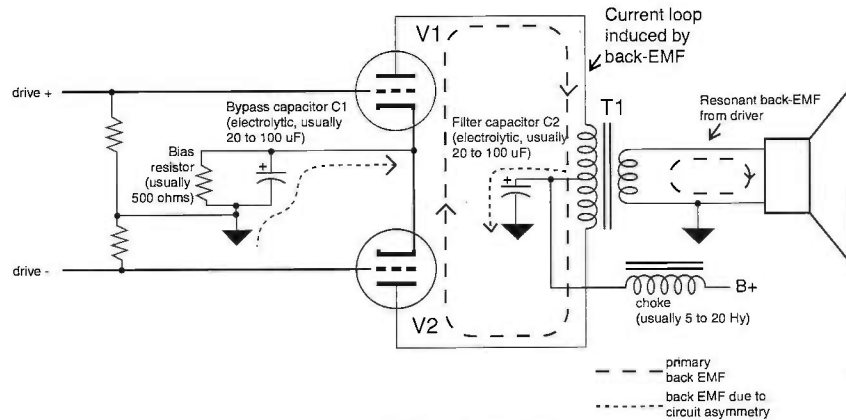 Current loop
induced by
back-EMF
V1
drive +
Bypass capacitor C1
(electrolytic, usually
20 to 100 uF)
Filter capacitor C2
(electrolytic, usually
20 to 100 uF)
T1
Resonant back-EMF
from driver
Bias
resistor
(usually
500 ohms)
+
+
drive -
V2
B+
choke
(usually 5 to 20 Hy)
primary
back EMF
back EMF due to
circuit asymmetry